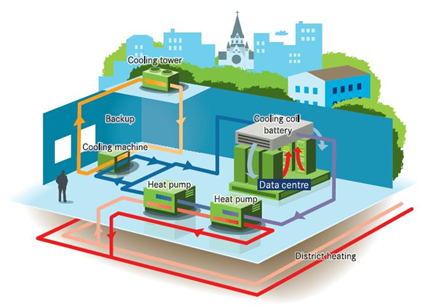 Cooling tower
Backup
Cooling coil
battery
Cooling machine
Heat pump
Data centre
Heat pump
District heating